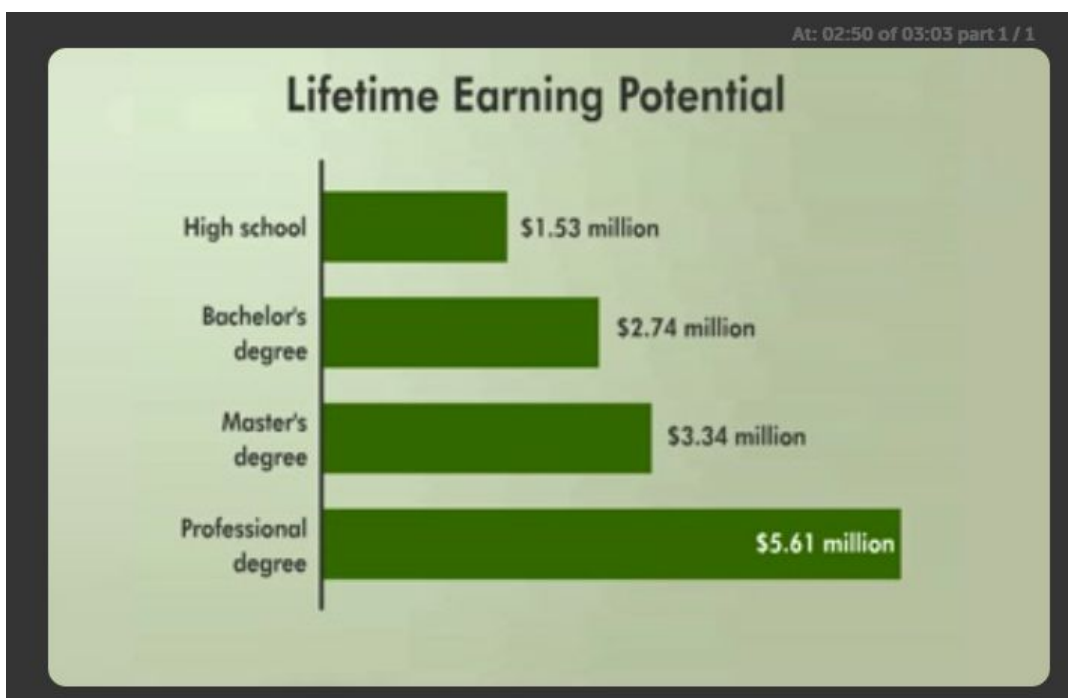 At: 02:50 of 03:03 part 1 / 1
Lifetime Earning Potential
High school
$1.53 million
Bachelor's
degree
$2.74 million
Master's
degree
$3.34 million
Professional
degree
$5.61 million